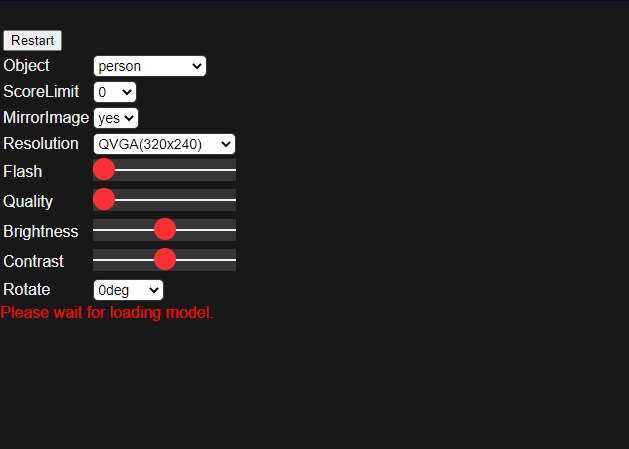 Restart
Object person
ScoreLimit 0
MirrorImage yes
Resolution QVGA(320x240)
Flash
Quality
Brightness
Contrast
Rotate 0deg
Please wait for loading model.